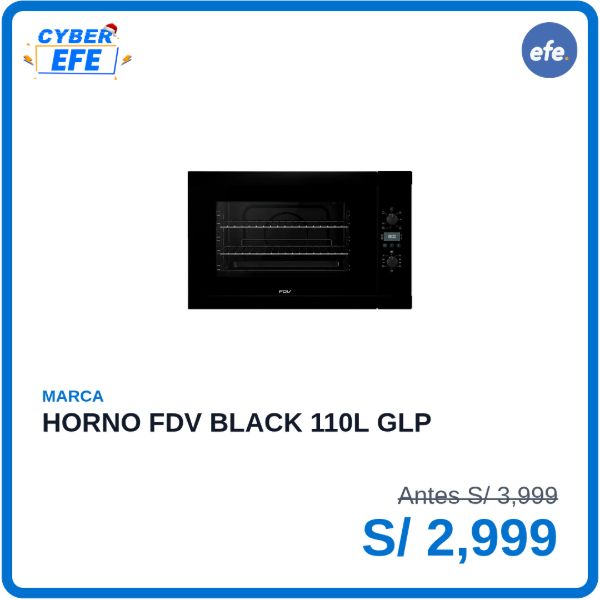 CYBER
EFE
efe.
FDV
MARCA
HORNO FDV BLACK 110L GLP
Antes S/ 3,999
S/ 2,999